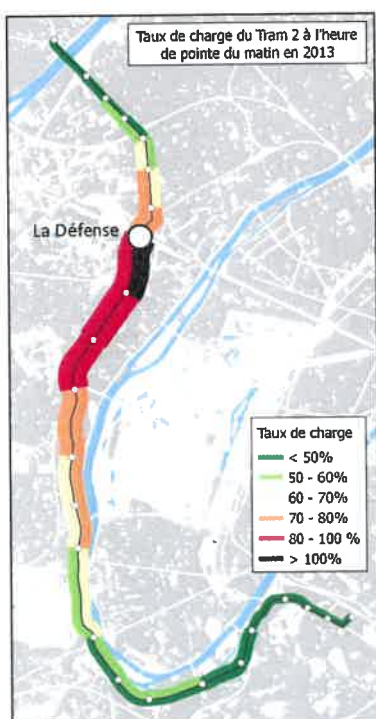 Taux de charge du Tram 2 à l'heure
de pointe du matin en 2013
La Défense
Taux de charge
< 50%
50 - 60%
60 - 70%
70 - 80%
80 - 100 %
> 100%